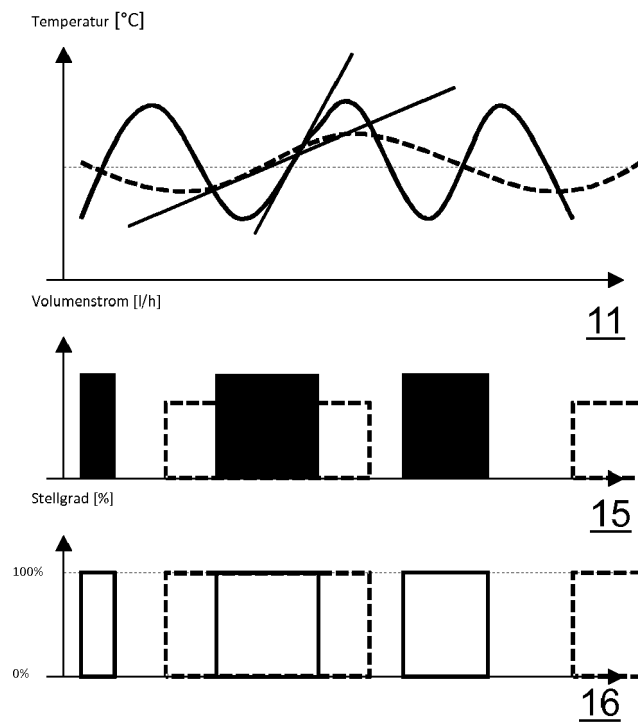 Temperatur [°C]
Volumenstrom [l/h]
11
15
Stellgrad [%]
100%
0%
16